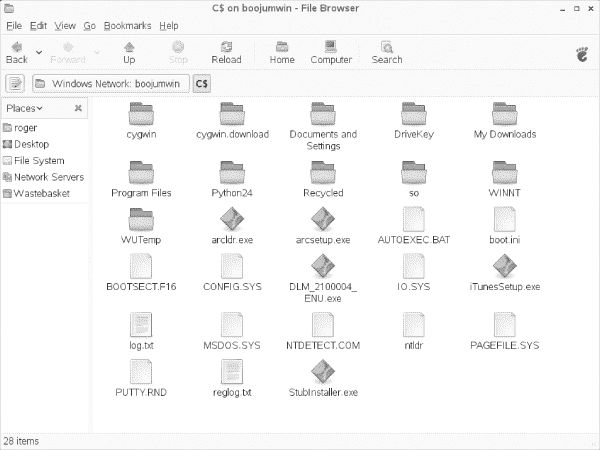 C$ on boojumwin - File Browser
File Edit View Go Bookmarks Help
Back Forward Up Stop Reload Home Computer Search
Windows Network: boojumwin C$
Places
roger
Desktop
File System
Network Servers
Wastebasket
cygwin cygwin.download Documents and Settings DriveKey My Downloads
Program Files Python24 Recycled so WINNT
WUTemp arcldr.exe arcsetup.exe AUTOEXEC.BAT boot.ini
BOOTSECT.F16 CONFIG.SYS DLM_2100004_ENU.exe IO.SYS iTunesSetup.exe
log.txt MSDOS.SYS NTDETECT.COM ntldr PAGEFILE.SYS
PUTTY.RND reglog.txt StubInstaller.exe
28 items